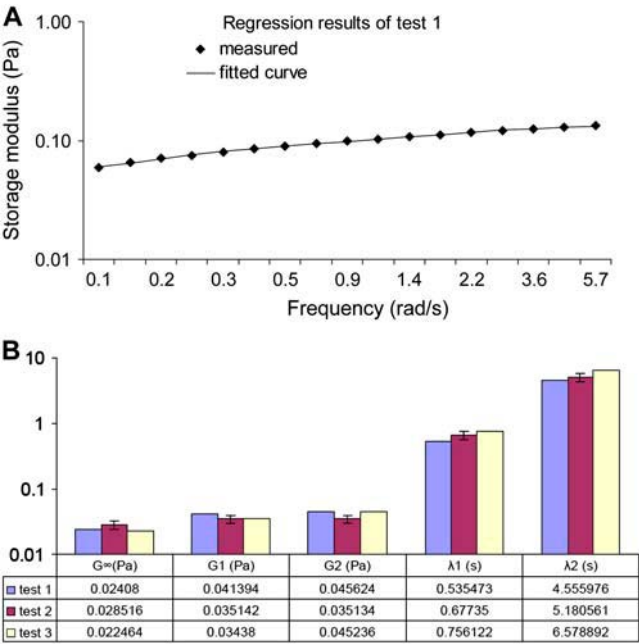 A
Regression results of test 1
measured
fitted curve
Storage modulus (Pa)
1.00
0.10
0.01
0.1 0.2 0.3 0.5 0.9 1.4 2.2 3.6 5.7
Frequency (rad/s)
B
10
1
0.1
0.01
G∞(Pa) G1 (Pa) G2 (Pa) λ1 (s) λ2 (s)
test 1 0.02408 0.041394 0.045624 0.535473 4.555976
test 2 0.028516 0.035142 0.035134 0.67735 5.180561
test 3 0.022464 0.03438 0.045236 0.756122 6.578892